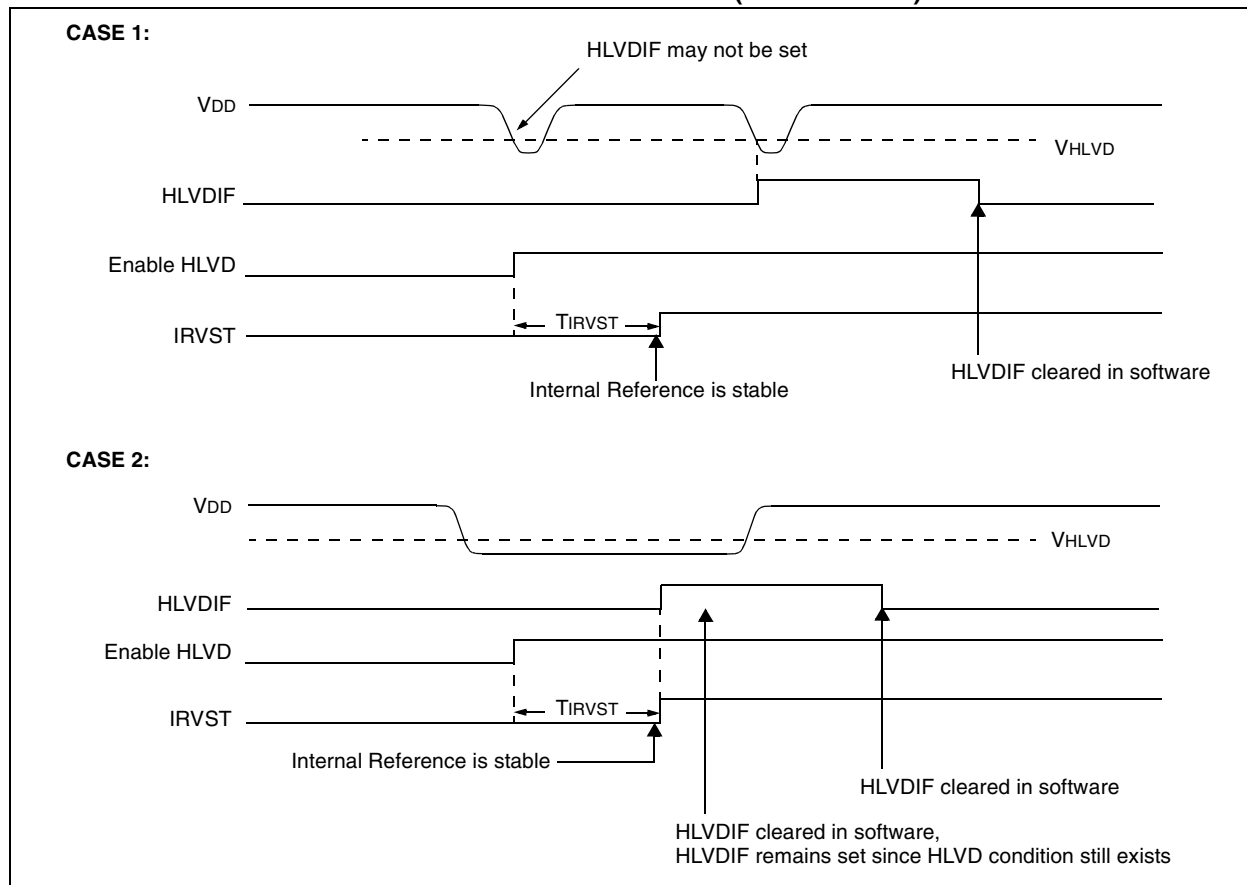 CASE 1:
HLVDIF may not be set
VDD
VHLVD
HLVDIF
Enable HLVD
TIRVST
IRVST
Internal Reference is stable
HLVDIF cleared in software
CASE 2:
VDD
VHLVD
HLVDIF
Enable HLVD
TIRVST
IRVST
Internal Reference is stable
HLVDIF cleared in software
HLVDIF cleared in software,
HLVDIF remains set since HLVD condition still exists